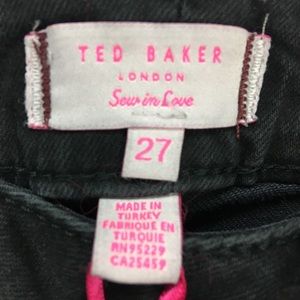 TED BAKER
LONDON
Sew in Love
27
MADE IN
TURKEY
FABRIQUE EN
TURQUIE
RN95229
CA25459